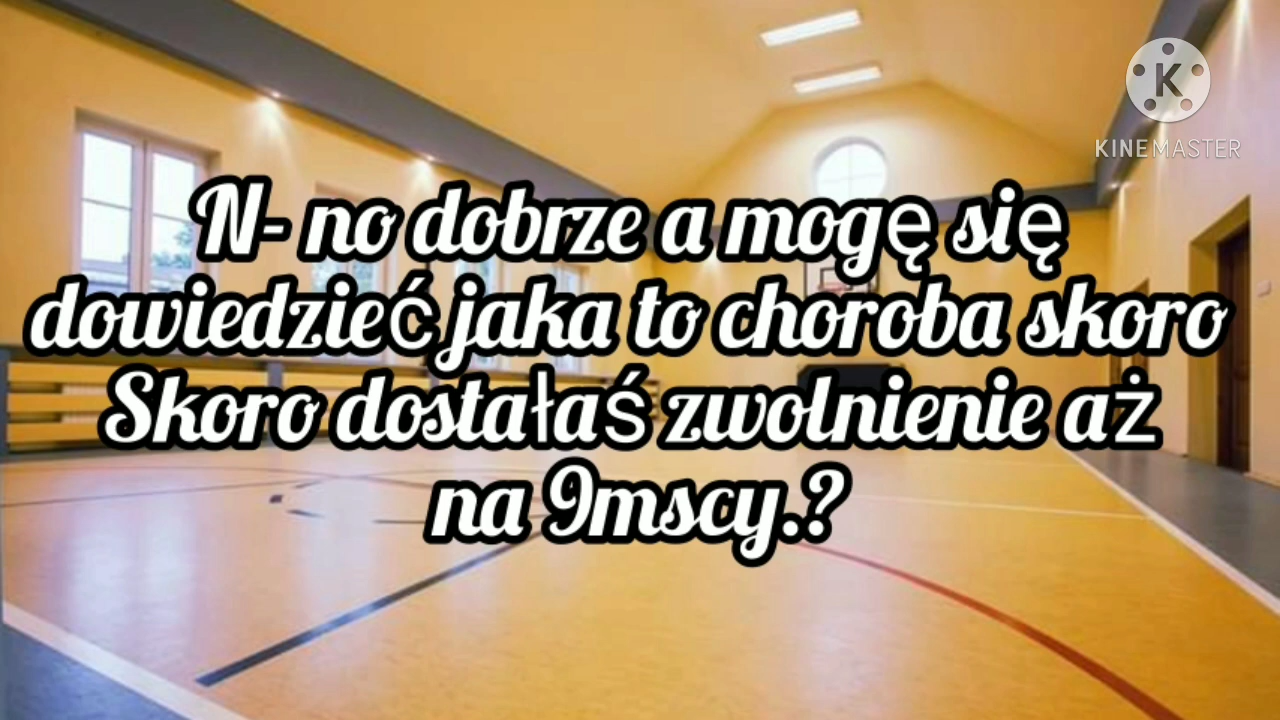 K
KINEMASTER
N- no dobrze a mogę się
dowiedzieć jaka to choroba skoro
Skoro dostałaś zwolnienie aż
na 9mscy.?